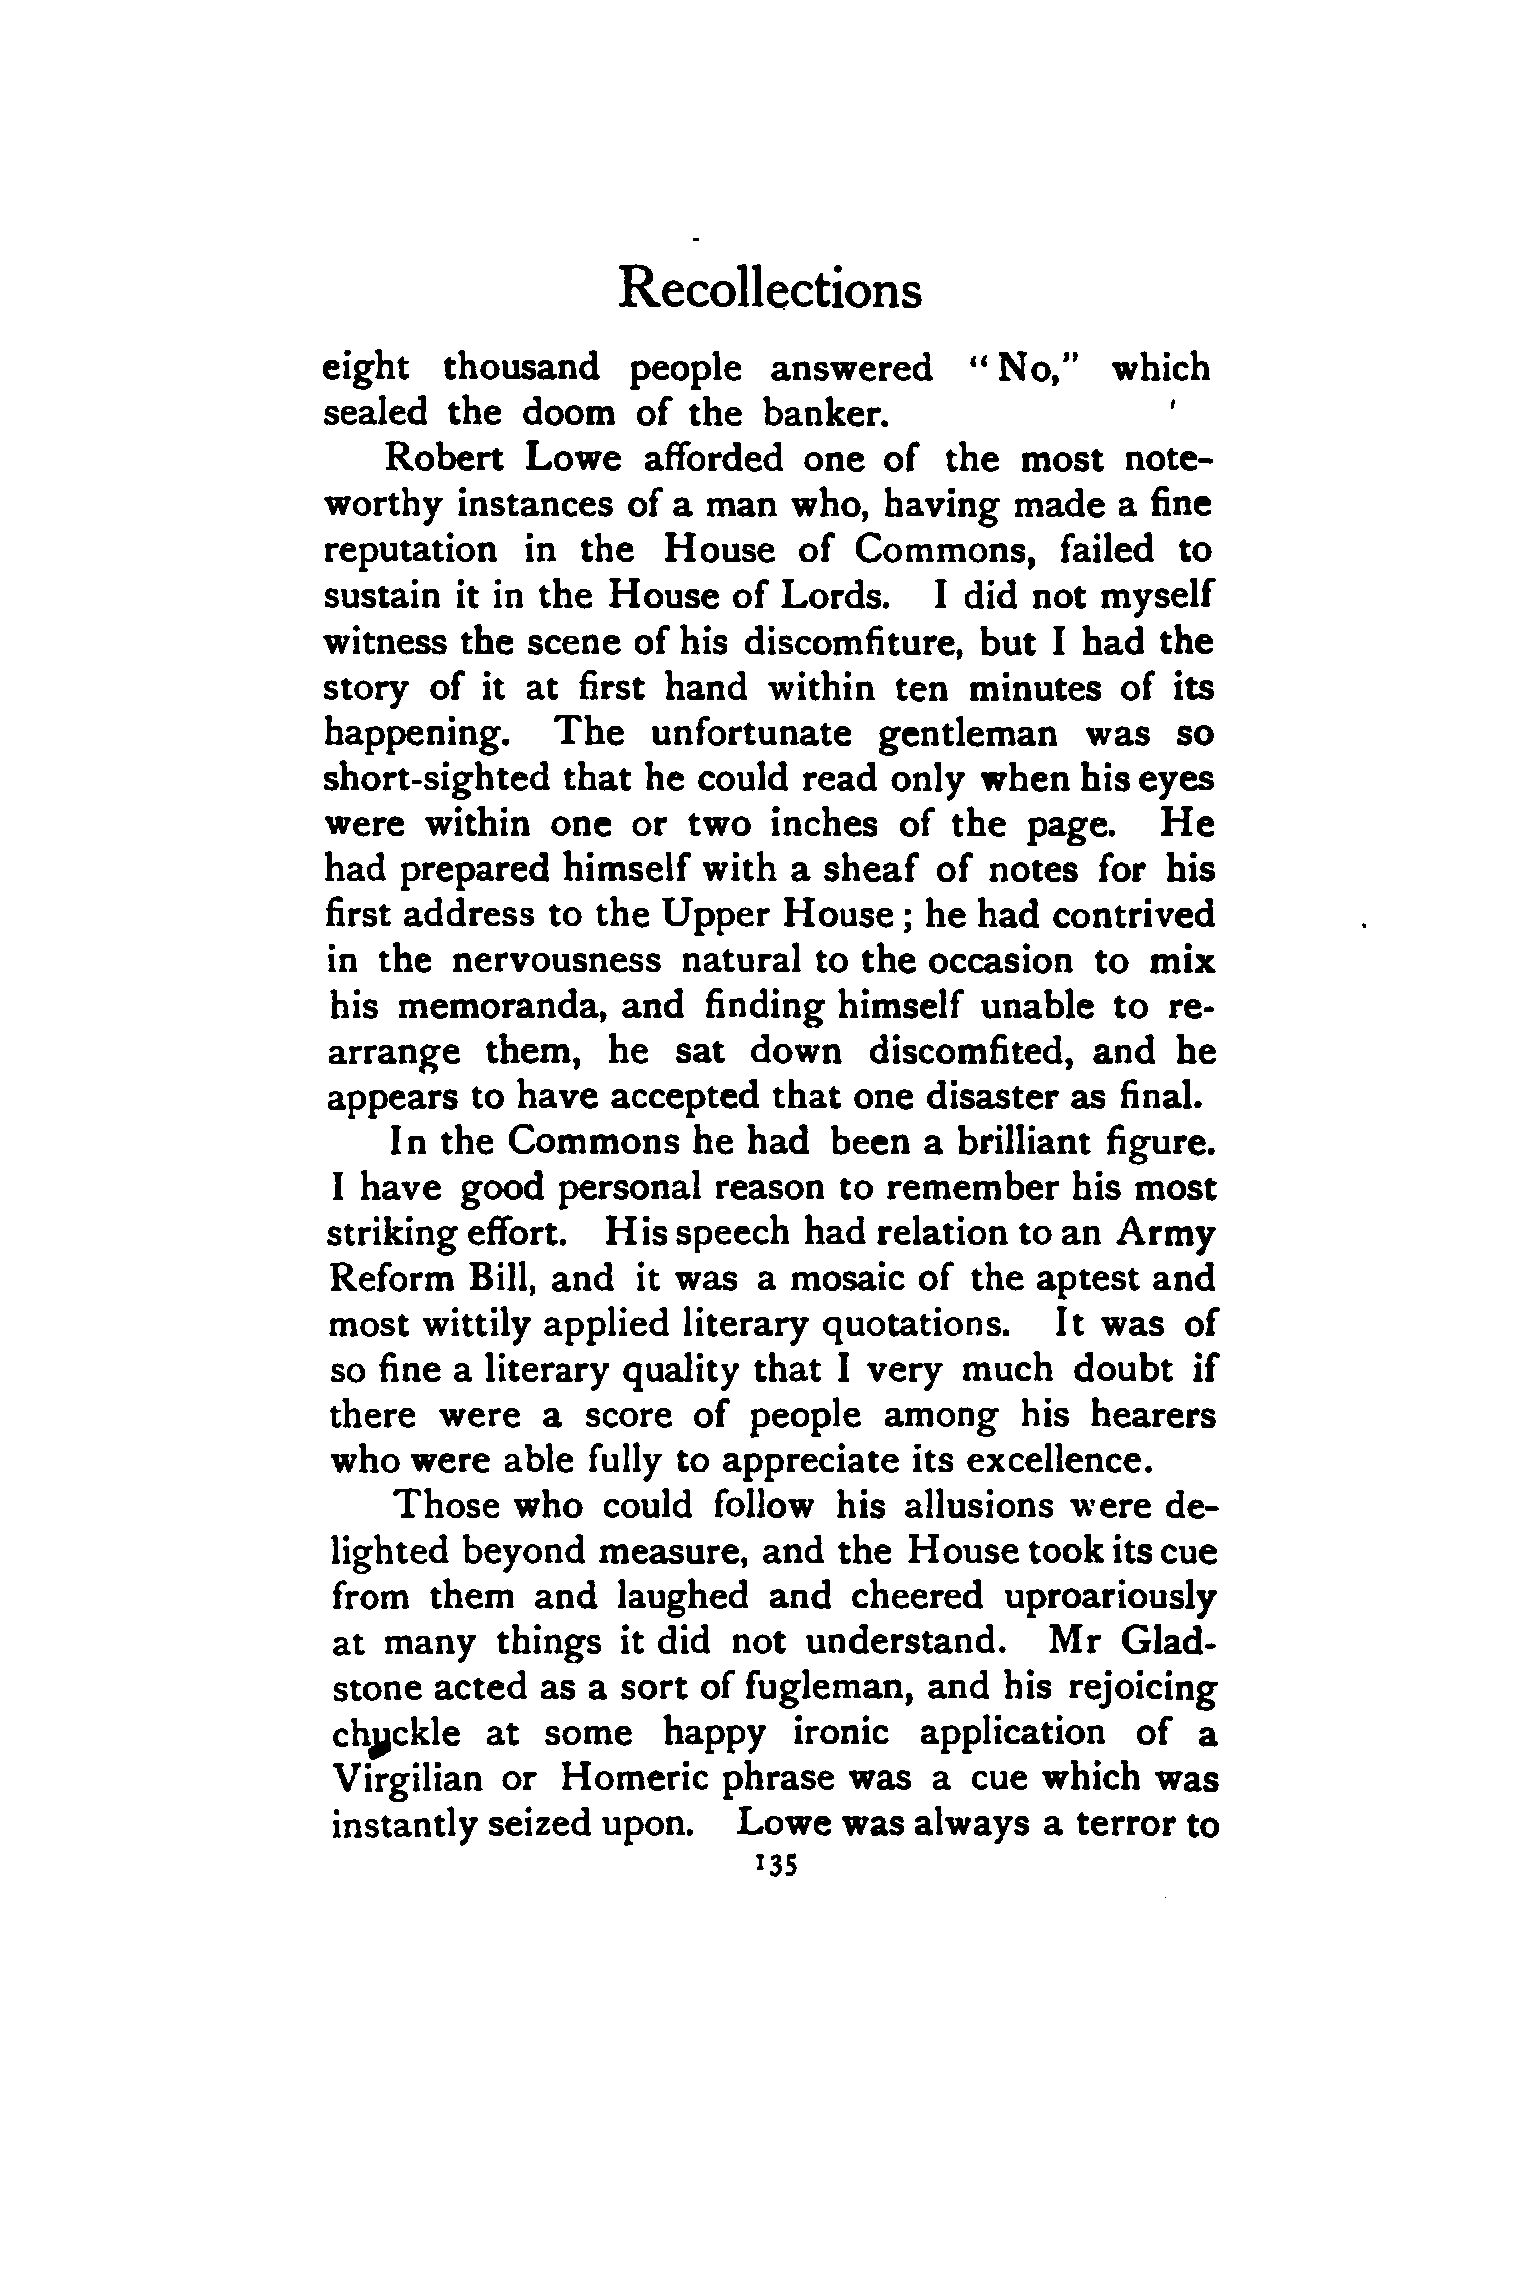 Recollections
eight thousand people answered “No,” which
sealed the doom of the banker.
Robert Lowe afforded one of the most note-
worthy instances of a man who, having made a fine
reputation in the House of Commons, failed to
sustain it in the House of Lords. I did not myself
witness the scene of his discomfiture, but I had the
story of it at first hand within ten minutes of its
happening. The unfortunate gentleman was so
short-sighted that he could read only when his eyes
were within one or two inches of the page. He
had prepared himself with a sheaf of notes for his
first address to the Upper House; he had contrived
in the nervousness natural to the occasion to mix
his memoranda, and finding himself unable to re-
arrange them, he sat down discomfited, and he
appears to have accepted that one disaster as final.
In the Commons he had been a brilliant figure.
I have good personal reason to remember his most
striking effort. His speech had relation to an Army
Reform Bill, and it was a mosaic of the aptest and
most wittily applied literary quotations. It was of
so fine a literary quality that I very much doubt if
there were a score of people among his hearers
who were able fully to appreciate its excellence.
Those who could follow his allusions were de-
lighted beyond measure, and the House took its cue
from them and laughed and cheered uproariously
at many things it did not understand. Mr Glad-
stone acted as a sort of fugleman, and his rejoicing
chuckle at some happy ironic application of a
Virgilian or Homeric phrase was a cue which was
instantly seized upon. Lowe was always a terror to
135